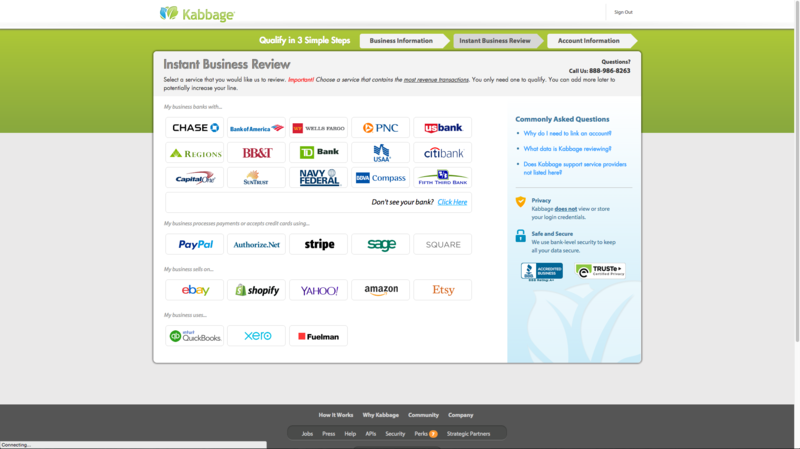 Kabbage
Sign Out
Qualify in 3 Simple Steps
Business Information
Instant Business Review
Account Information
Instant Business Review
Questions?
Call Us: 888-986-8263
Select a service that you would like us to review. Important! Choose a service that contains the most revenue transactions. You only need one to qualify. You can add more later to
potentially increase your line.
My business banks with...
CHASE
Bank of America
WELLS FARGO
PNC
usbank
REGIONS
BB&T
TD Bank
USAA
citibank
Capital One
SUNTRUST
NAVY
FEDERAL
BBVA Compass
FIFTH THIRD BANK
Don't see your bank? Click Here
My business processes payments or accepts credit cards using...
PayPal
Authorize.Net
stripe
sage
SQUARE
My business sells on...
ebay
shopify
YAHOO!
amazon
Etsy
My business uses...
intuit
QuickBooks
xero
Fuelman
Commonly Asked Questions
Why do I need to link an account?
What data is Kabbage reviewing?
Does Kabbage support service providers
not listed here?
Privacy
Kabbage does not view or store
your login credentials.
Safe and Secure
We use bank-level security to keep
all your data secure.
BBB
ACCREDITED
BUSINESS
BBB Rating: A+
TRUSTe
Certified Privacy
How It Works
Why Kabbage
Community
Company
Jobs
Press
Help
APIs
Security
Perks
Strategic Partners
Connecting...